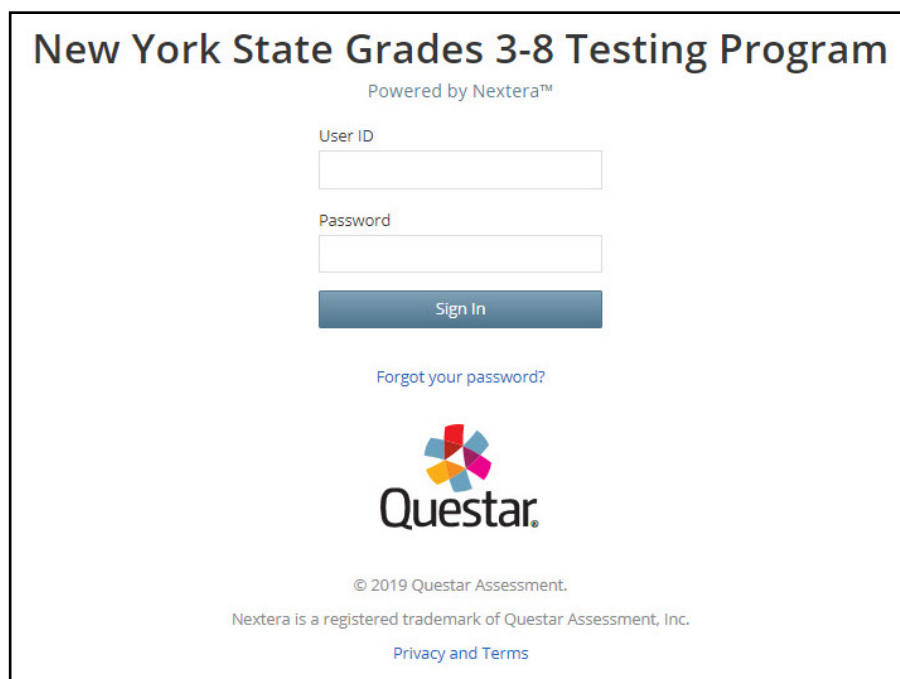 New York State Grades 3-8 Testing Program
Powered by Nextera™
User ID
Password
Sign In
Forgot your password?
Questar®
© 2019 Questar Assessment.
Nextera is a registered trademark of Questar Assessment, Inc.
Privacy and Terms